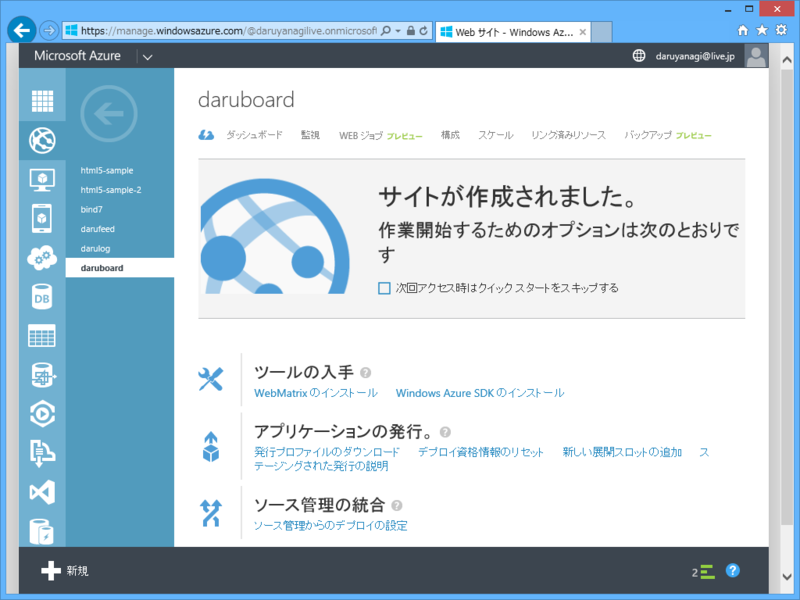 https://manage.windowsazure.com/@daruyanagilive.onmicrosoft
Web サイト - Windows Az...
Microsoft Azure
daruyanagi@live.jp
html5-sample
html5-sample-2
bind7
darufeed
darulog
daruboard
DB
daruboard
ダッシュボード 監視 WEB ジョブ プレビュー 構成 スケール リンク済みリソース バックアップ プレビュー
サイトが作成されました。
作業開始するためのオプションは次のとおりで
す
次回アクセス時はクイック スタートをスキップする
ツールの入手 ?
WebMatrix のインストール Windows Azure SDK のインストール
アプリケーションの発行。 ?
発行プロファイルのダウンロード デプロイ資格情報のリセット 新しい展開スロットの追加 ス
テージングされた発行の説明
ソース管理の統合 ?
ソース管理からのデプロイの設定
新規
2
?